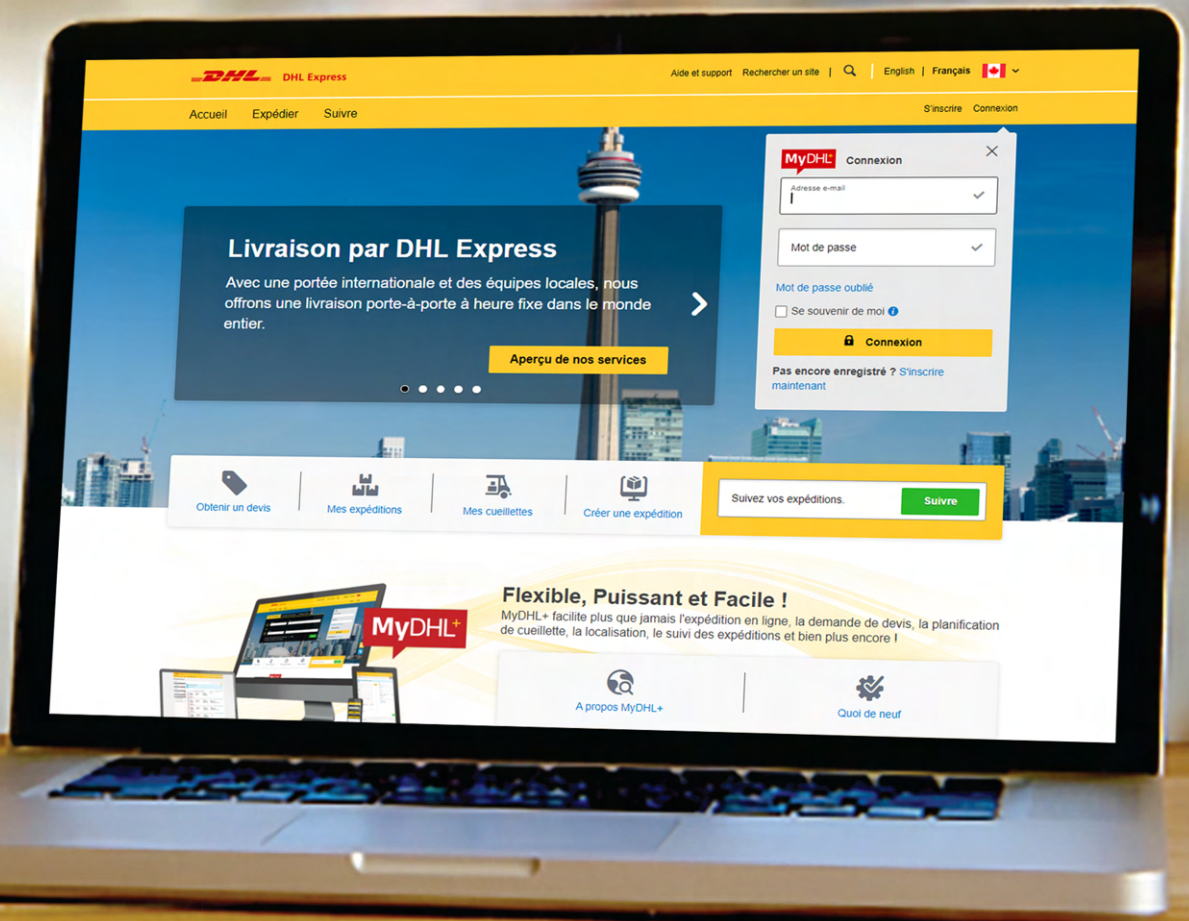 DHL DHL Express
Aide et support Rechercher un site | English | Français
Accueil Expédier Suivre
S'inscrire Connexion
MyDHL+ Connexion
Adresse e-mail
Mot de passe
Mot de passe oublié
Se souvenir de moi
Connexion
Pas encore enregistré ? S'inscrire
maintenant
Livraison par DHL Express
Avec une portée internationale et des équipes locales, nous
offrons une livraison porte-à-porte à heure fixe dans le monde
entier.
Aperçu de nos services
Obtenir un devis
Mes expéditions
Mes cueillettes
Créer une expédition
Suivez vos expéditions.
Suivre
MyDHL+
Flexible, Puissant et Facile !
MyDHL+ facilite plus que jamais l'expédition en ligne, la demande de devis, la planification
de cueillette, la localisation, le suivi des expéditions et bien plus encore !
A propos MyDHL+
Quoi de neuf